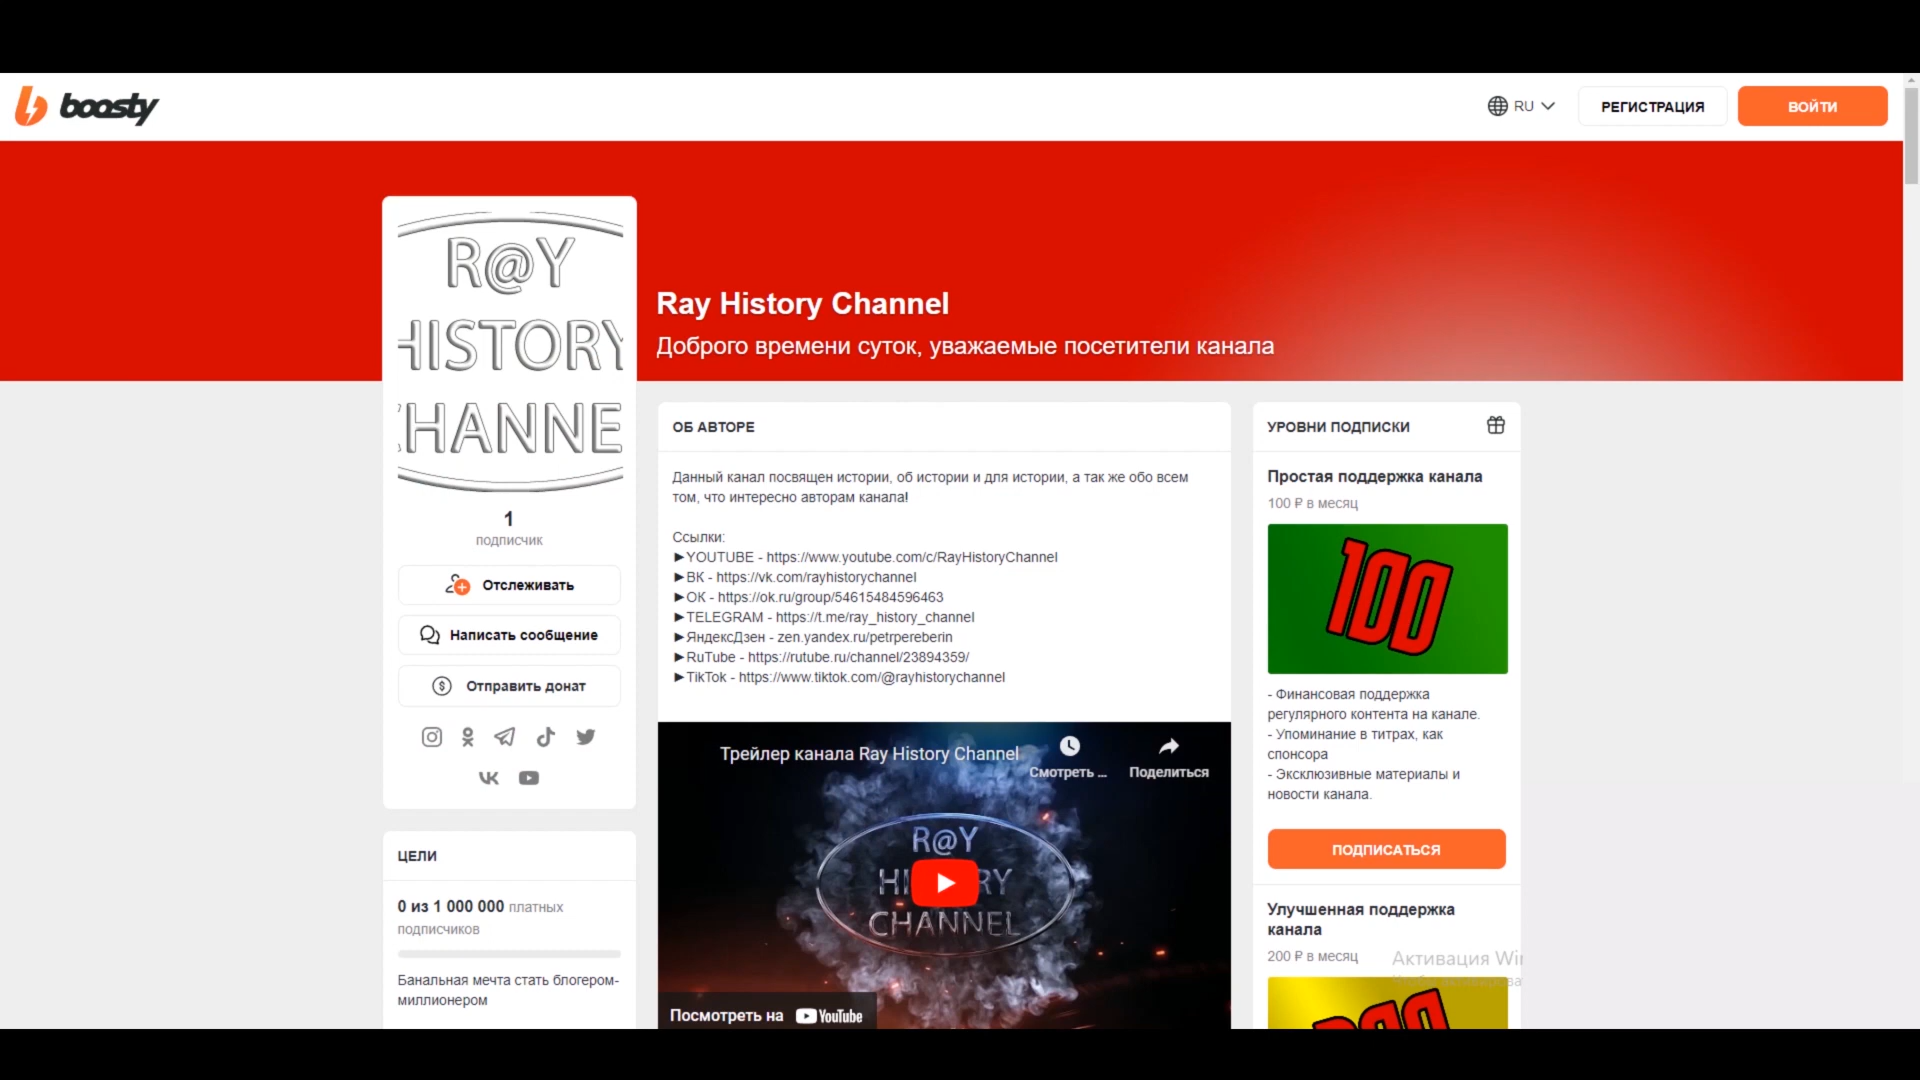 boosty
RU
РЕГИСТРАЦИЯ
ВОЙТИ
R@Y
HISTORY
CHANNE
Ray History Channel
Доброго времени суток, уважаемые посетители канала
1
подписчик
Отслеживать
Написать сообщение
Отправить донат
ЦЕЛИ
0 из 1 000 000 платных
подписчиков
Банальная мечта стать блогером-
миллионером
ОБ АВТОРЕ
Данный канал посвящен истории, об истории и для истории, а так же обо всем
том, что интересно авторам канала!
Ссылки:
►YOUTUBE - https://www.youtube.com/c/RayHistoryChannel
►ВК - https://vk.com/rayhistorychannel
►ОК - https://ok.ru/group/54615484596463
►TELEGRAM - https://t.me/ray_history_channel
►ЯндексДзен - zen.yandex.ru/petrpereberin
►RuTube - https://rutube.ru/channel/23894359/
►TikTok - https://www.tiktok.com/@rayhistorychannel
Трейлер канала Ray History Channel
Смотреть ...
Поделиться
R@Y
HI RY
CHANNEL
Посмотреть на YouTube
УРОВНИ ПОДПИСКИ
Простая поддержка канала
100 ₽ в месяц
100
- Финансовая поддержка
регулярного контента на канале.
- Упоминание в титрах, как
спонсора
- Эксклюзивные материалы и
новости канала.
ПОДПИСАТЬСЯ
Улучшенная поддержка
канала
200 ₽ в месяц
Активация Wi
200